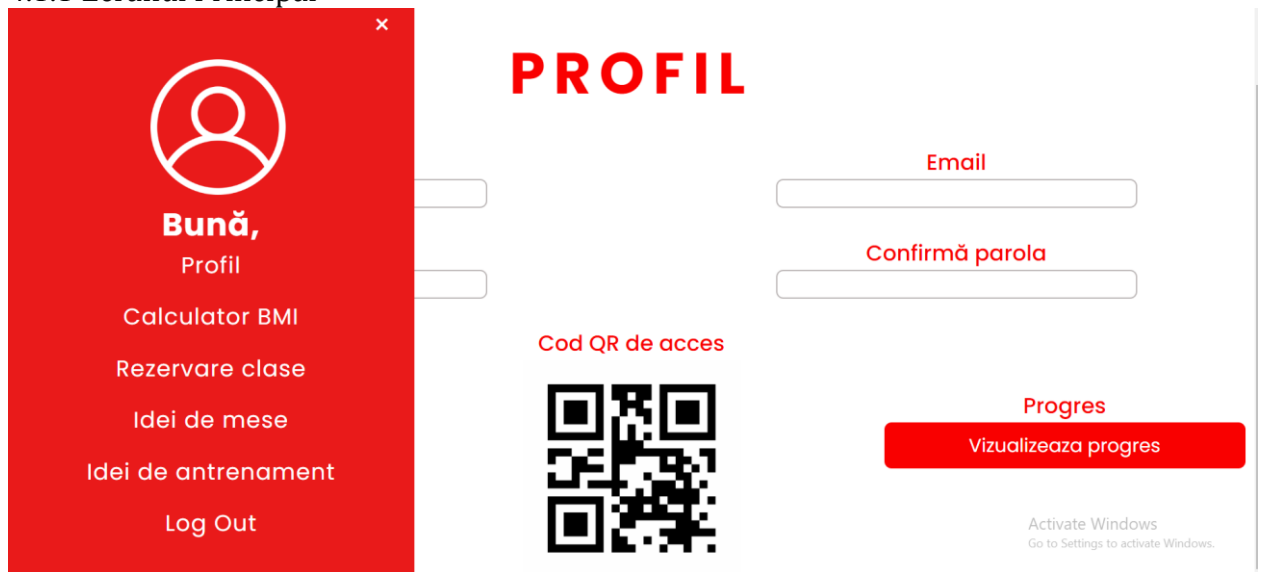 ×
Bună,
Profil
Calculator BMI
Rezervare clase
Idei de mese
Idei de antrenament
Log Out
PROFIL
Email
Confirmă parola
Cod QR de acces
Progres
Vizualizeaza progres
Activate Windows
Go to Settings to activate Windows.